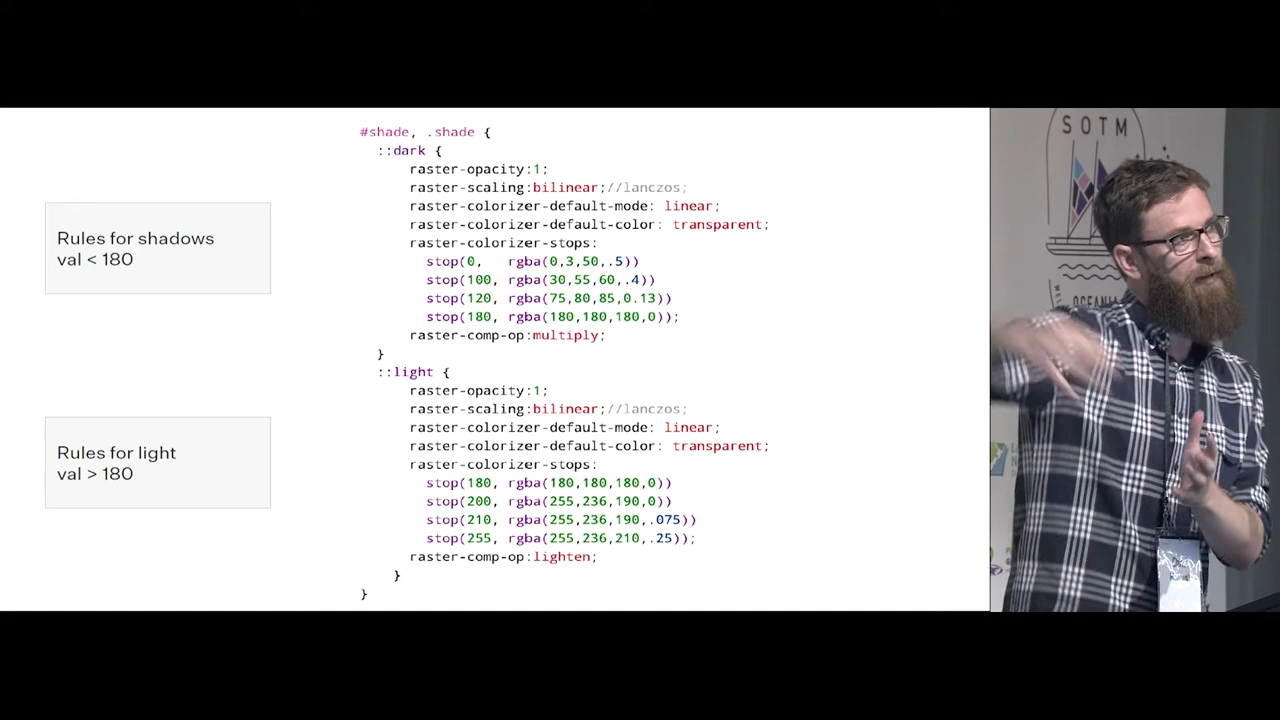 Rules for shadows
val < 180
Rules for light
val > 180
#shade, .shade {
::dark {
raster-opacity:1;
raster-scaling:bilinear;//lanczos;
raster-colorizer-default-mode: linear;
raster-colorizer-default-color: transparent;
raster-colorizer-stops:
stop(0, rgba(0,3,50,.5))
stop(100, rgba(30,55,60,.4))
stop(120, rgba(75,80,85,0.13))
stop(180, rgba(180,180,180,0));
raster-comp-op:multiply;
}
::light {
raster-opacity:1;
raster-scaling:bilinear;//lanczos;
raster-colorizer-default-mode: linear;
raster-colorizer-default-color: transparent;
raster-colorizer-stops:
stop(180, rgba(180,180,180,0))
stop(200, rgba(255,236,190,0))
stop(210, rgba(255,236,190,.075))
stop(255, rgba(255,236,210,.25));
raster-comp-op:lighten;
}
}
SOTM
OCEANIA